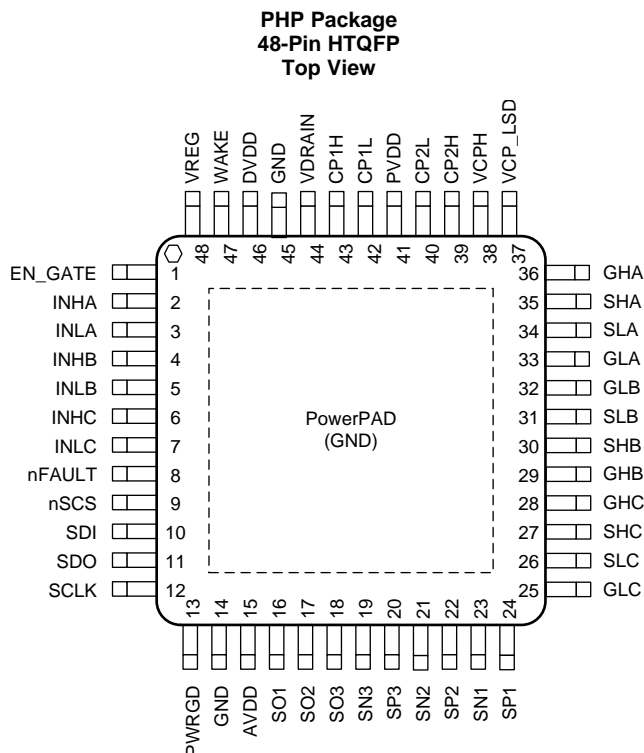 PHP Package
48-Pin HTQFP
Top View
VREG
WAKE
DVDD
GND
VDRAIN
CP1H
CP1L
PVDD
CP2L
CP2H
VCPH
VCP_LSD
48
47
46
45
44
43
42
41
40
39
38
37
EN_GATE 1
INHA 2
INLA 3
INHB 4
INLB 5
INHC 6
INLC 7
nFAULT 8
nSCS 9
SDI 10
SDO 11
SCLK 12
PowerPAD
(GND)
36 GHA
35 SHA
34 SLA
33 GLA
32 GLB
31 SLB
30 SHB
29 GHB
28 GHC
27 SHC
26 SLC
25 GLC
13
14
15
16
17
18
19
20
21
22
23
24
PWRGD
GND
AVDD
SO1
SO2
SO3
SN3
SP3
SN2
SP2
SN1
SP1